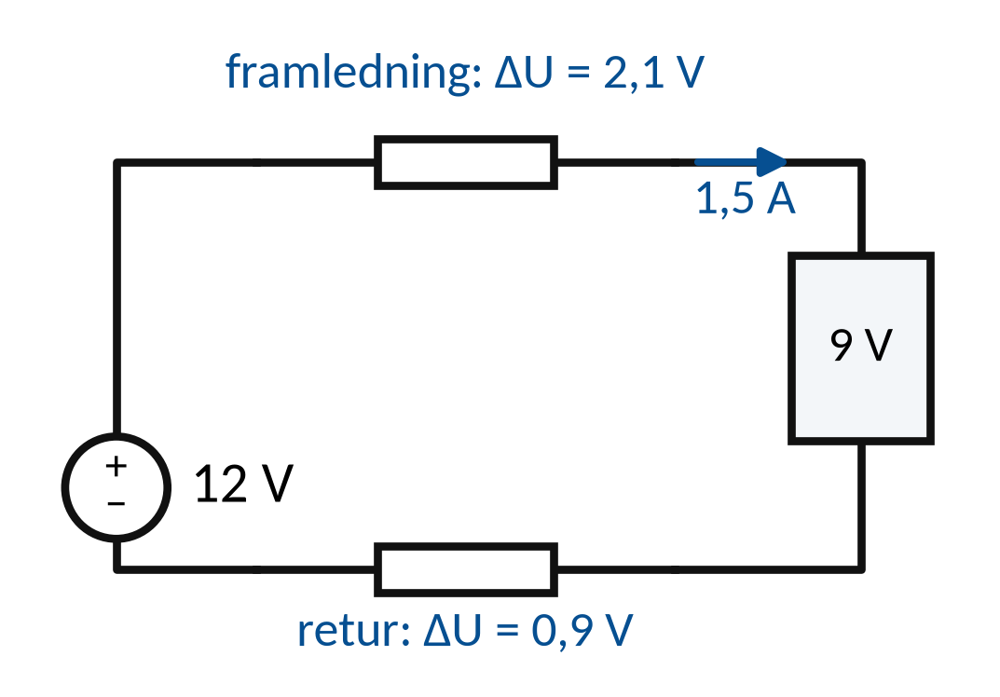 framledning: ΔU = 2,1 V
1,5 A
9 V
+
−
12 V
retur: ΔU = 0,9 V